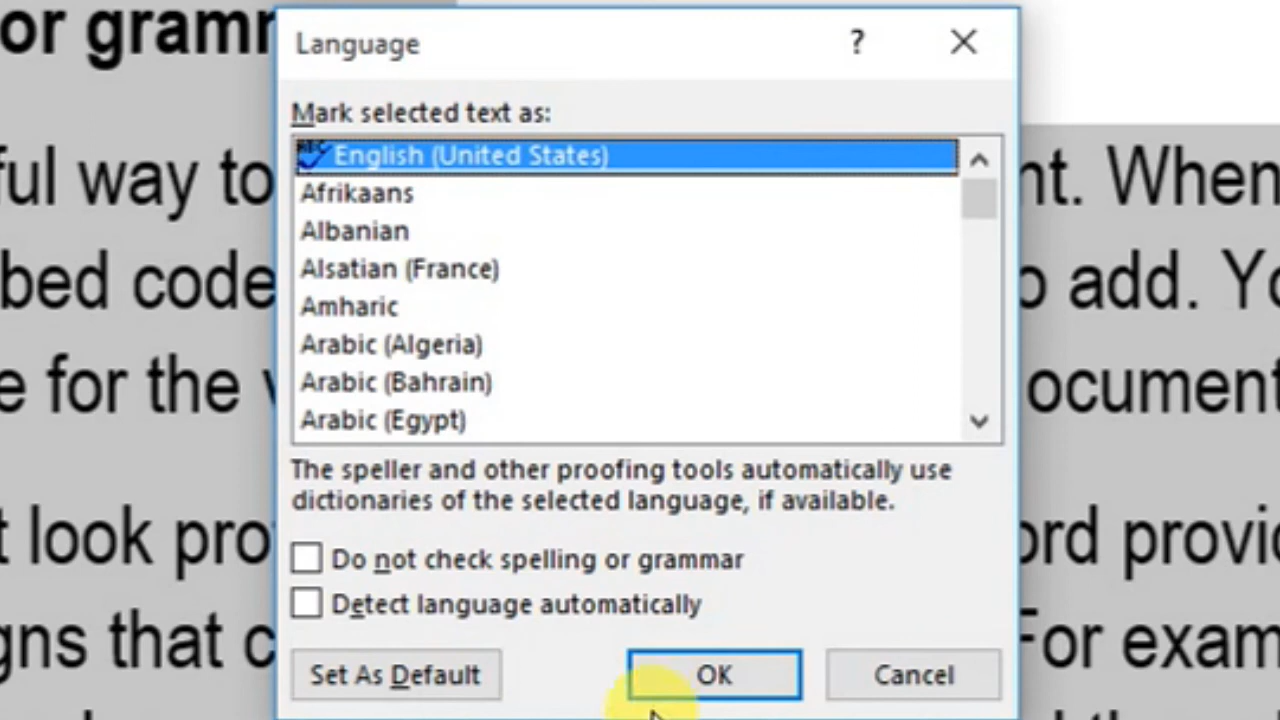 or gramm
Language
?
Mark selected text as:
English (United States)
Afrikaans
Albanian
Alsatian (France)
Amharic
Arabic (Algeria)
Arabic (Bahrain)
Arabic (Egypt)
The speller and other proofing tools automatically use
dictionaries of the selected language, if available.
Do not check spelling or grammar
Detect language automatically
Set As Default OK Cancel
ful way to nt. When
bed code o add. Yo
e for the ocument
t look pro ord provid
gns that c For exam